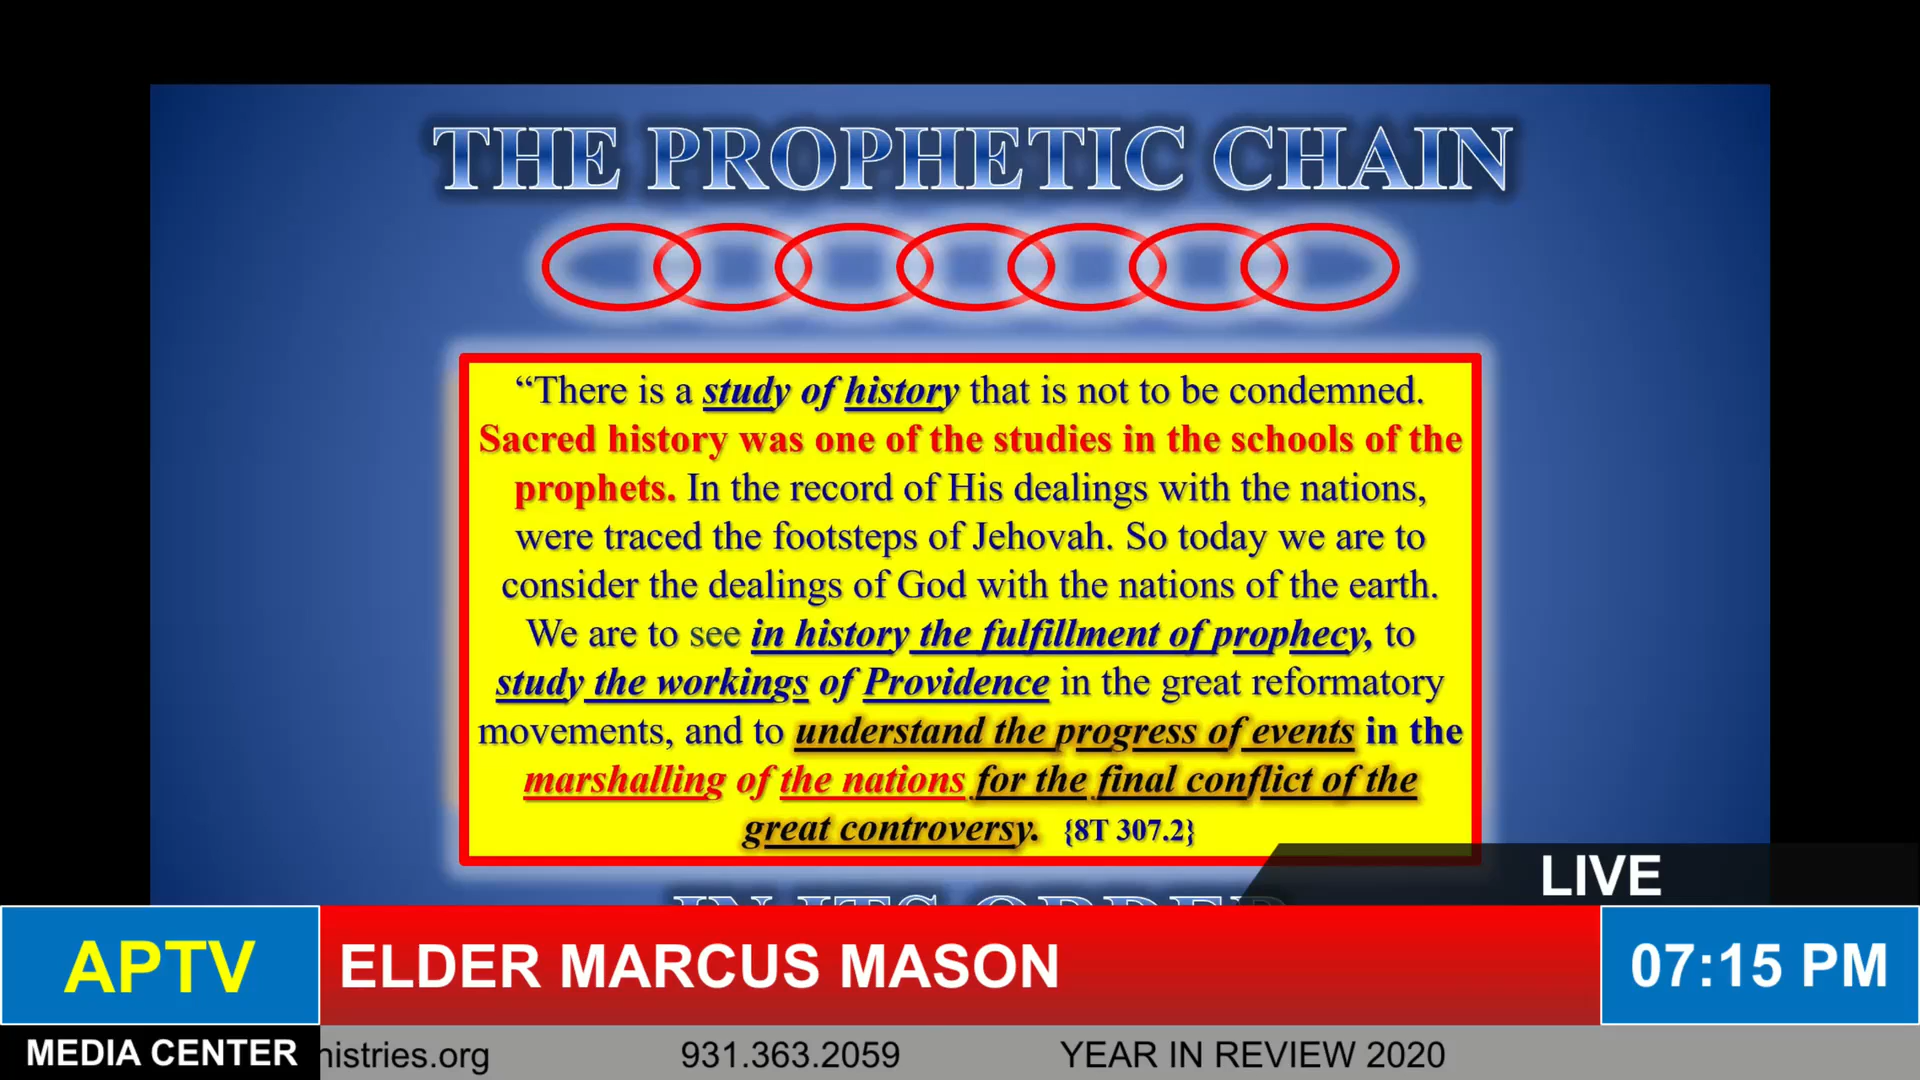 THE PROPHETIC CHAIN
“There is a study of history that is not to be condemned.
Sacred history was one of the studies in the schools of the
prophets. In the record of His dealings with the nations,
were traced the footsteps of Jehovah. So today we are to
consider the dealings of God with the nations of the earth.
We are to see in history the fulfillment of prophecy, to
study the workings of Providence in the great reformatory
movements, and to understand the progress of events in the
marshalling of the nations for the final conflict of the
great controversy. {8T 307.2}
IN ITS ORDER
LIVE
APTV
ELDER MARCUS MASON
07:15 PM
MEDIA CENTER
nistries.org
931.363.2059
YEAR IN REVIEW 2020